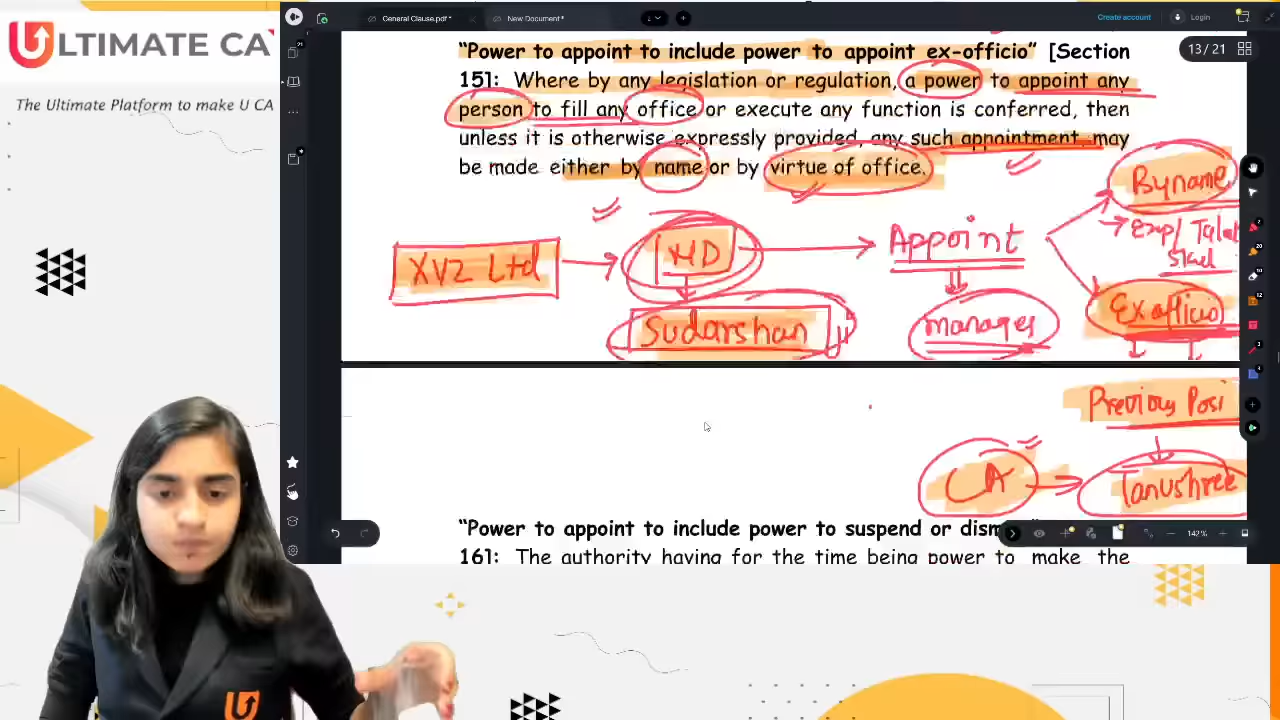 ULTIMATE CA
The Ultimate Platform to make U CA
General Clause.pdf *
New Document*
Create account
Login
13 / 21
"Power to appoint to include power to appoint ex-officio" [Section
15]: Where by any legislation or regulation, a power to appoint any
person to fill any office or execute any function is conferred, then
unless it is otherwise expressly provided, any such appointment may
be made either by name or by virtue of office.
By name
Exp/ Talat
XYZ Ltd
MD
Appoint
Sudarshan
manager
Ex officio
Previous Posi
CA
Tanushree
"Power to appoint to include power to suspend or dism
16]: The authority having for the time being power to make the
142%